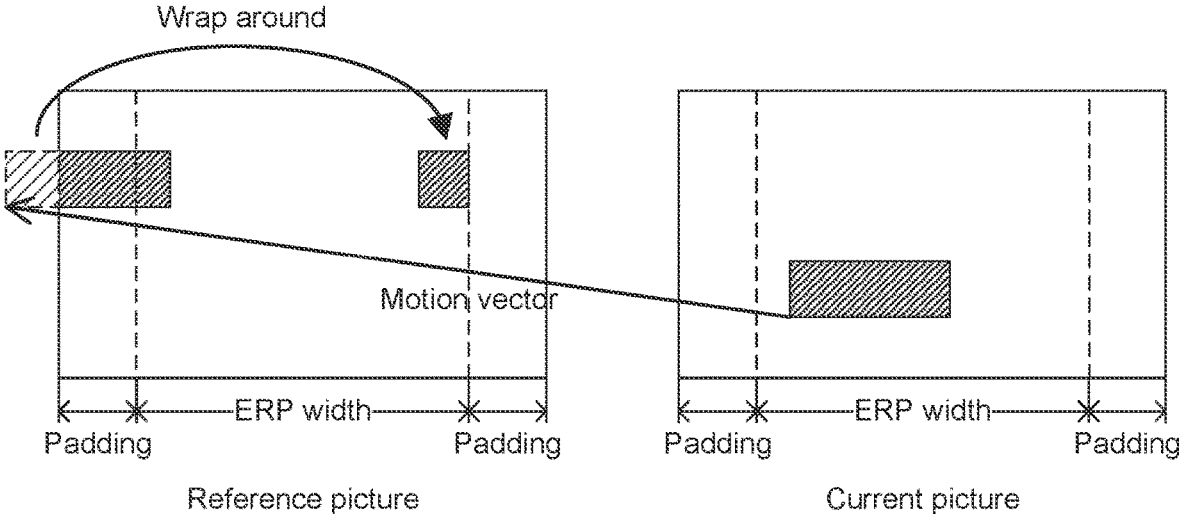 Wrap around
Motion vector
ERP width
ERP width
Padding
Padding
Padding
Padding
Reference picture
Current picture